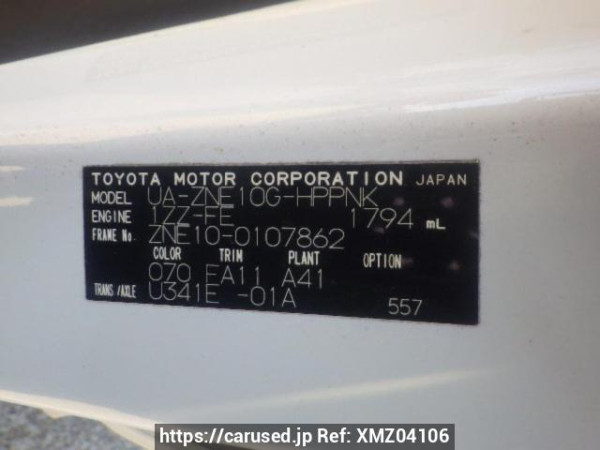 TOYOTA MOTOR CORPORATION JAPAN
MODEL UA-ZNE10G-HPPNK
ENGINE 1ZZ-FE 1794 mL
FRAME No. ZNE10-0107862
COLOR TRIM PLANT OPTION
070 FA11 A41
TRANS/AXLE U341E -01A
557
https://carused.jp Ref: XMZ04106